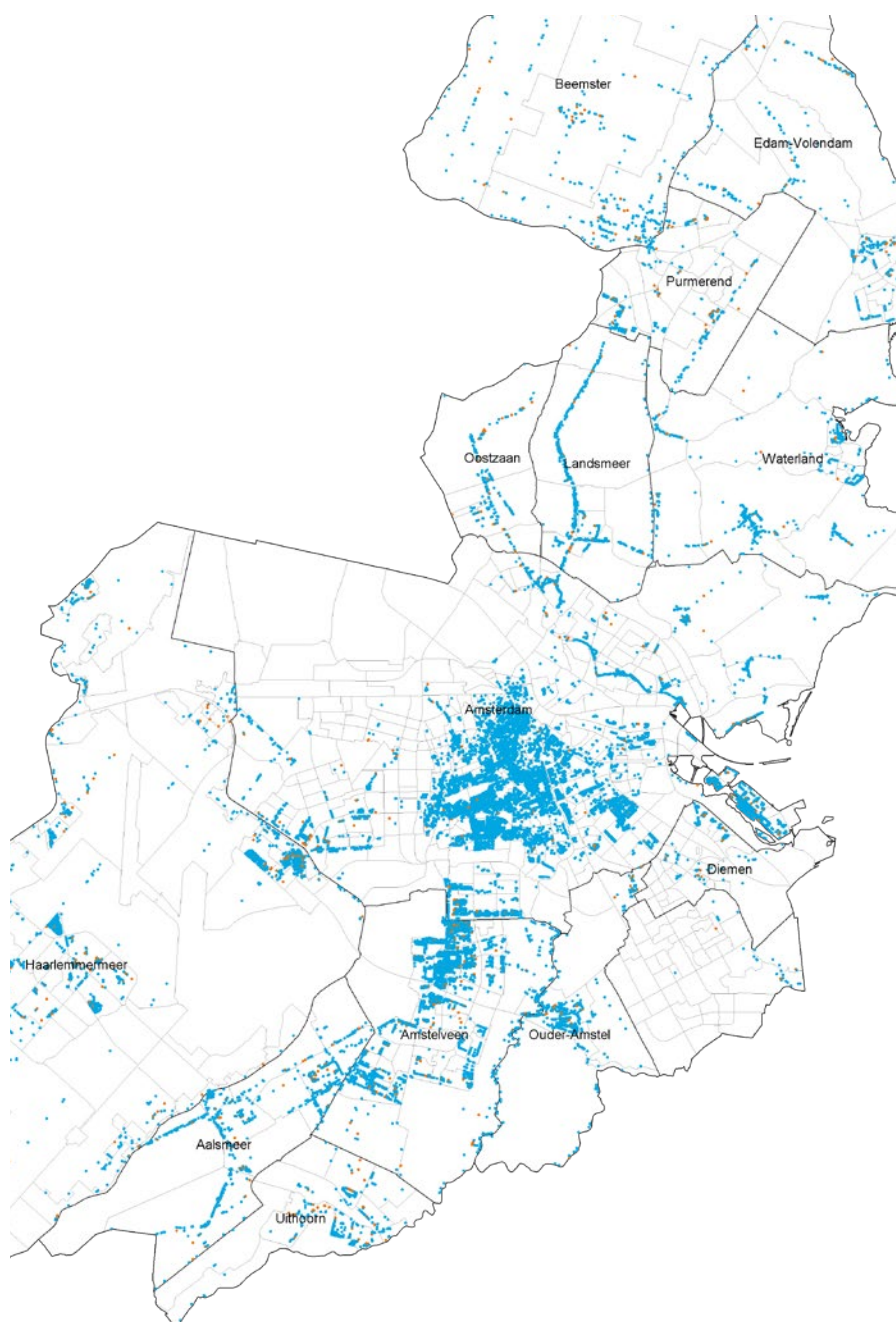 Beemster
Edam-Volendam
Purmerend
Oostzaan
Landsmeer
Waterland
Amsterdam
Diemen
Haarlemmermeer
Amstelveen
Ouder-Amstel
Aalsmeer
Uithoorn